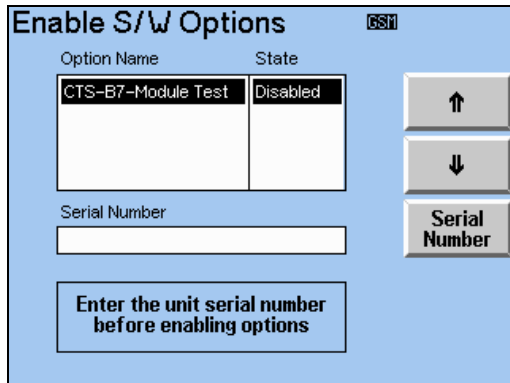 Enable S/W Options GSM
Option Name State
CTS-B7-Module Test Disabled
⇑
⇓
Serial Number
Serial
Number
Enter the unit serial number
before enabling options